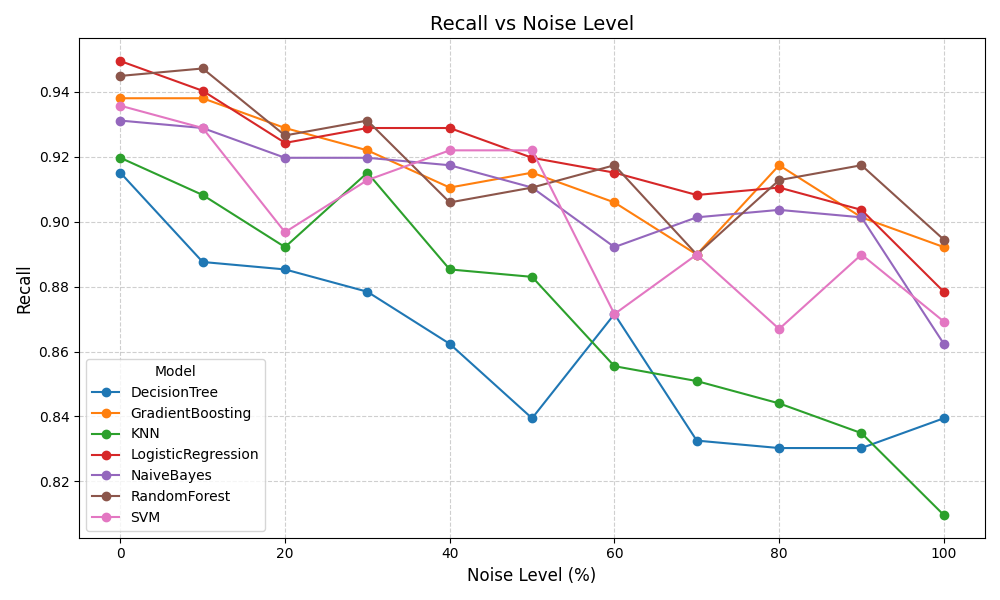 Recall vs Noise Level
Recall
0.94
0.92
0.90
0.88
0.86
0.84
0.82
Model
DecisionTree
GradientBoosting
KNN
LogisticRegression
NaiveBayes
RandomForest
SVM
0 20 40 60 80 100
Noise Level (%)